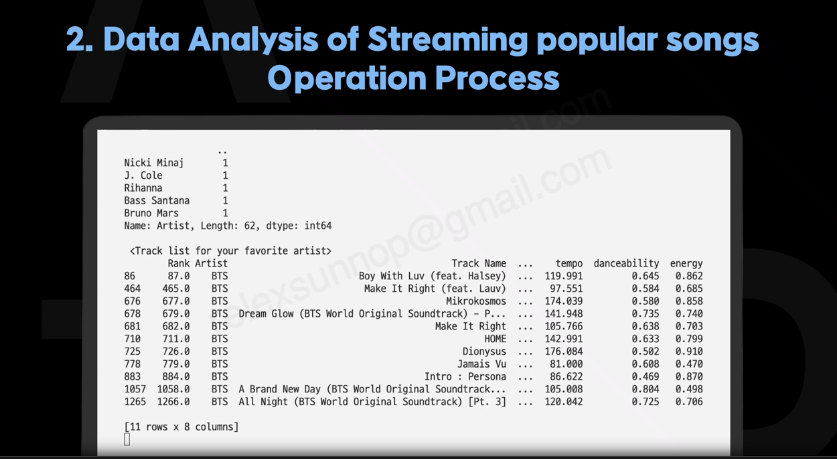 2. Data Analysis of Streaming popular songs
Operation Process
..
Nicki Minaj 1
J. Cole 1
Rihanna 1
Bass Santana 1
Bruno Mars 1
Name: Artist, Length: 62, dtype: int64
<Track list for your favorite artist>
Rank Artist Track Name ... tempo danceability energy
86 87.0 BTS Boy With Luv (feat. Halsey) ... 119.991 0.645 0.862
464 465.0 BTS Make It Right (feat. Lauv) ... 97.551 0.584 0.685
676 677.0 BTS Mikrokosmos ... 174.039 0.580 0.858
678 679.0 BTS Dream Glow (BTS World Original Soundtrack) - P... ... 141.948 0.735 0.740
681 682.0 BTS Make It Right ... 105.766 0.638 0.703
710 711.0 BTS HOME ... 142.991 0.633 0.799
725 726.0 BTS Dionysus ... 176.084 0.502 0.910
778 779.0 BTS Jamais Vu ... 81.000 0.608 0.470
883 884.0 BTS Intro : Persona ... 86.622 0.469 0.870
1057 1058.0 BTS A Brand New Day (BTS World Original Soundtrack... ... 105.008 0.804 0.498
1265 1266.0 BTS All Night (BTS World Original Soundtrack) [Pt. 3] ... 120.042 0.725 0.706
[11 rows x 8 columns]